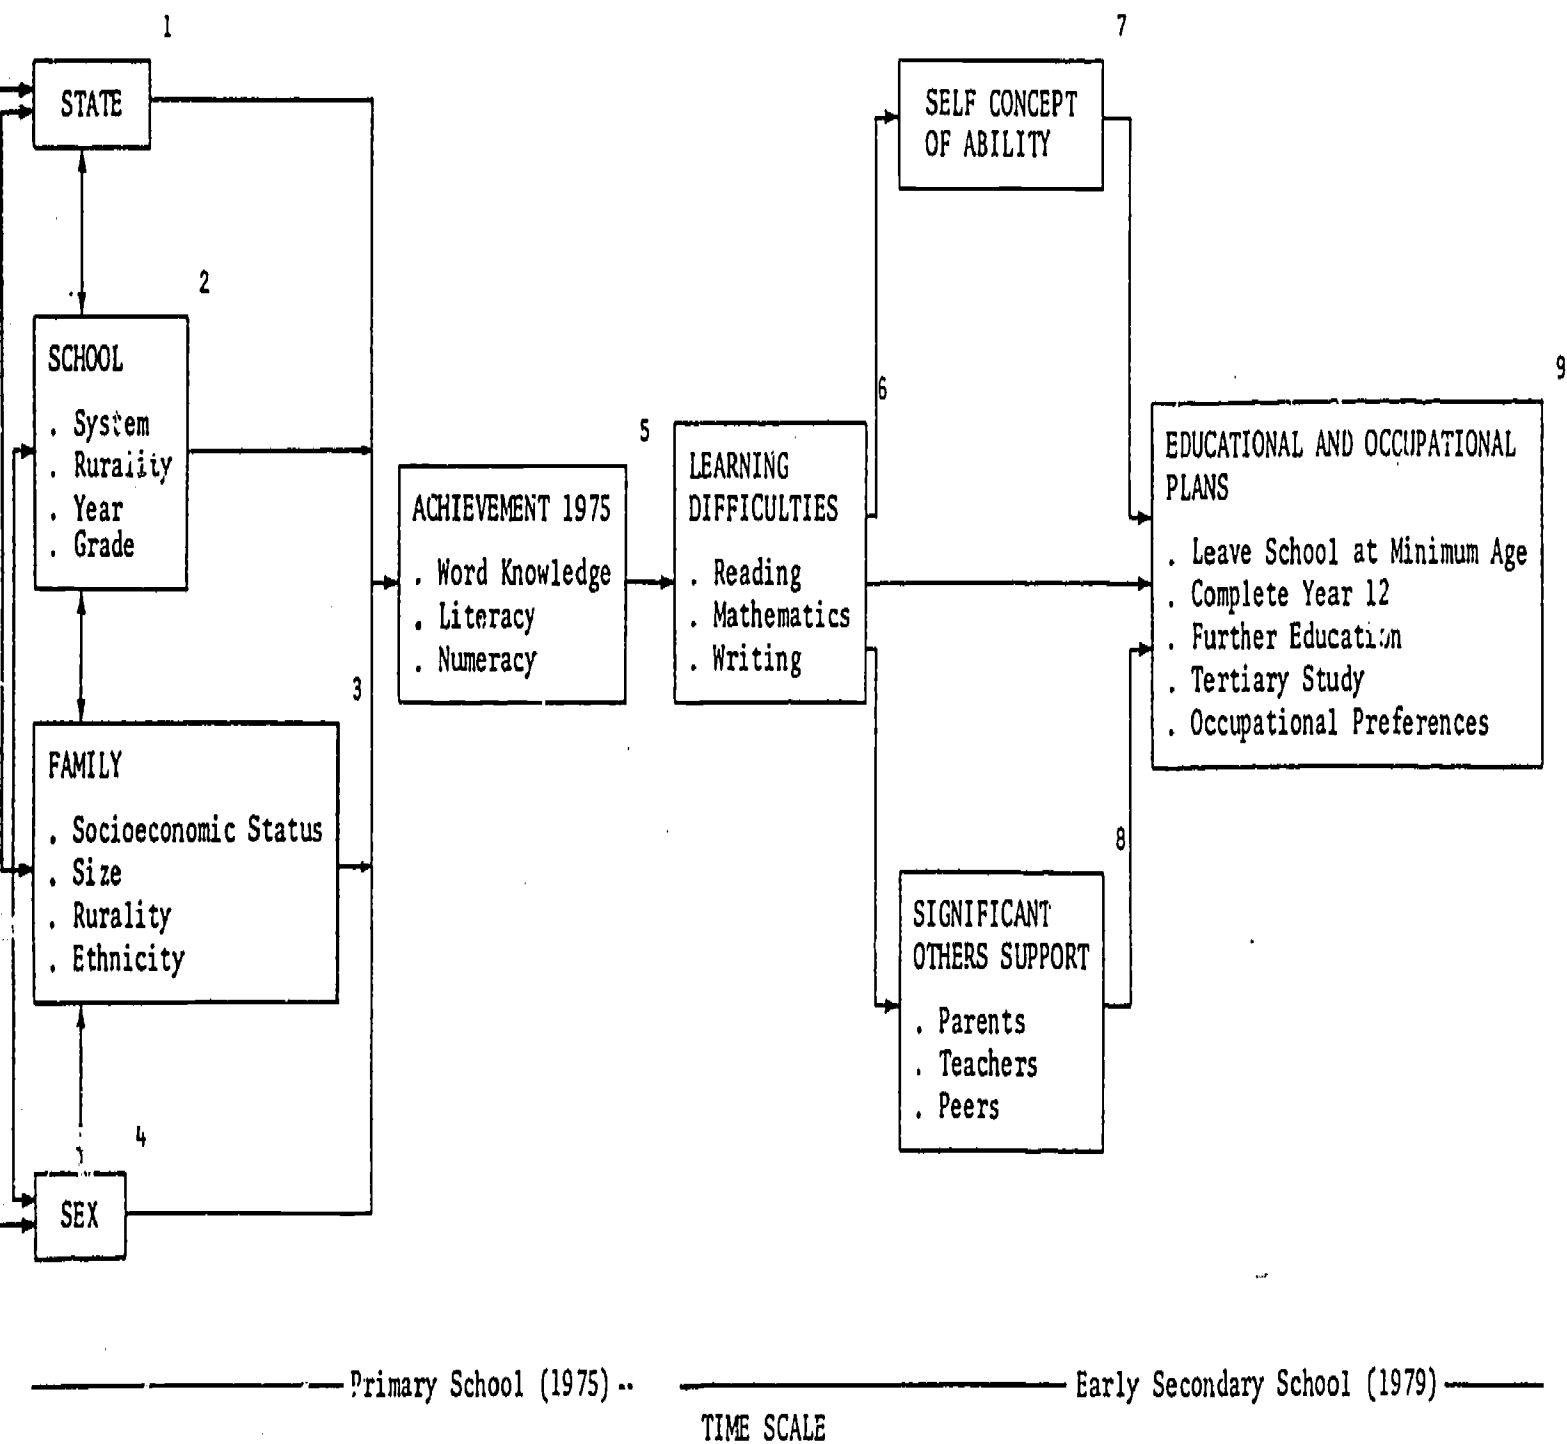 1
STATE
2
SCHOOL
. System
. Rurality
. Year
. Grade
3
FAMILY
. Socioeconomic Status
. Size
. Rurality
. Ethnicity
4
SEX
5
ACHIEVEMENT 1975
. Word Knowledge
. Literacy
. Numeracy
6
LEARNING
DIFFICULTIES
. Reading
. Mathematics
. Writing
7
SELF CONCEPT
OF ABILITY
8
SIGNIFICANT
OTHERS SUPPORT
. Parents
. Teachers
. Peers
9
EDUCATIONAL AND OCCUPATIONAL
PLANS
. Leave School at Minimum Age
. Complete Year 12
. Further Education
. Tertiary Study
. Occupational Preferences
Primary School (1975)
Early Secondary School (1979)
TIME SCALE